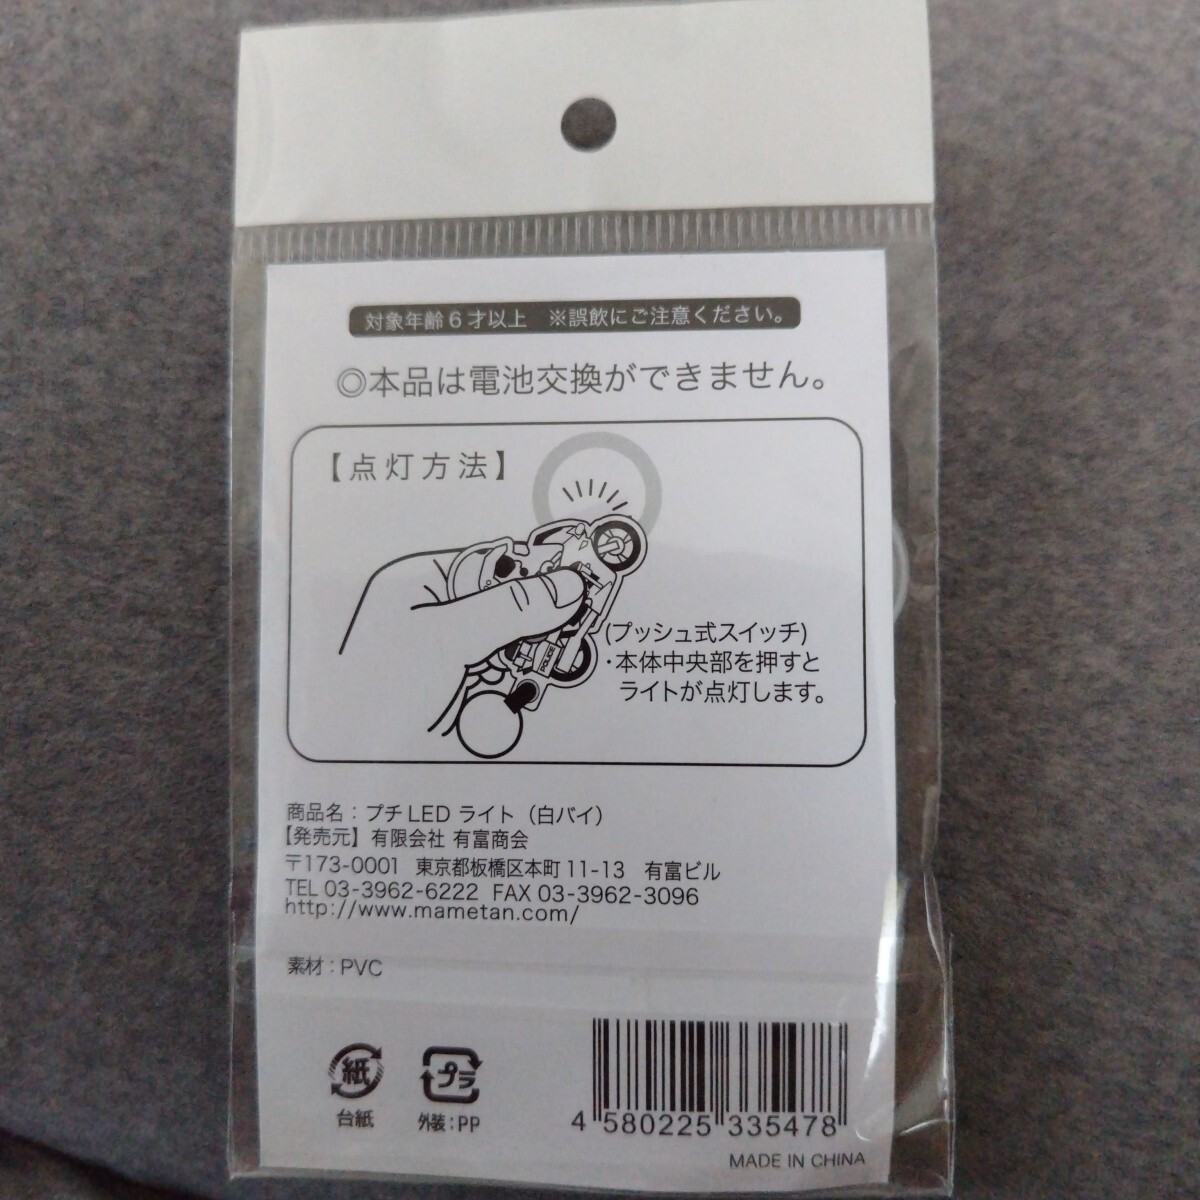 対象年齢6才以上　※誤飲にご注意ください。
◎本品は電池交換ができません。
【点灯方法】
POLICE
(プッシュ式スイッチ)
・本体中央部を押すと
ライトが点灯します。
商品名：プチLED ライト（白バイ）
【発売元】有限会社 有富商会
〒173-0001　東京都板橋区本町11-13　有富ビル
TEL 03-3962-6222 FAX 03-3962-3096
http://www.mametan.com/
素材：PVC
紙
台紙
プラ
外装：PP
4 580225 335478
MADE IN CHINA